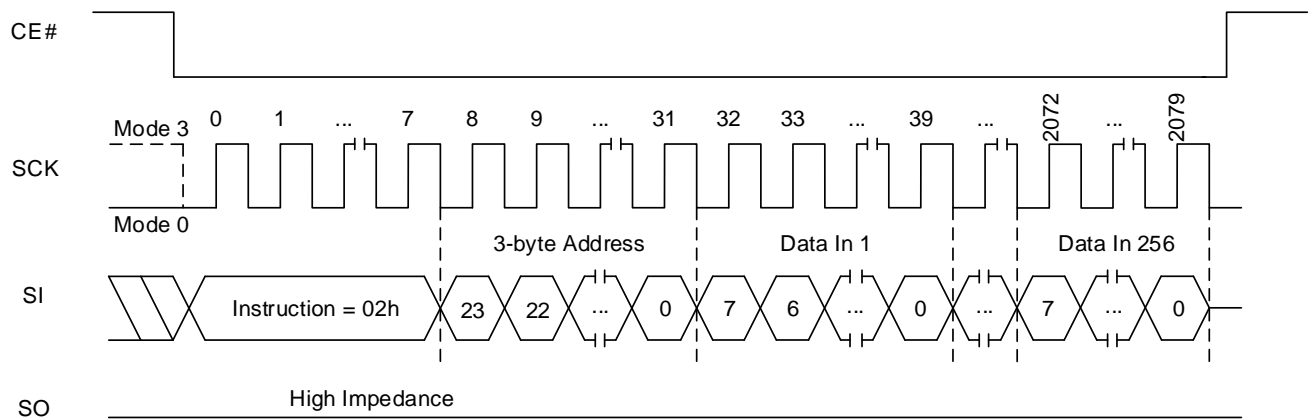 CE#
0 1 ... 7 8 9 ... 31 32 33 ... 39 ... 2072 ... 2079
Mode 3
SCK
Mode 0
3-byte Address Data In 1 Data In 256
SI Instruction = 02h 23 22 ... 0 7 6 ... 0 ... 7 ... 0
High Impedance
SO